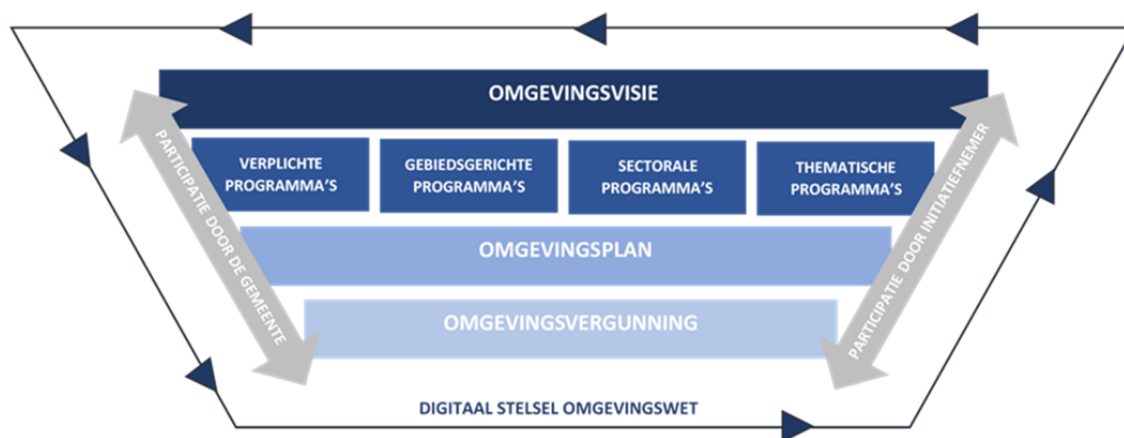 OMGEVINGSVISIE
VERPLICHTE
PROGRAMMA'S
GEBIEDSGERICHTE
PROGRAMMA'S
SECTORALE
PROGRAMMA'S
THEMATISCHE
PROGRAMMA'S
PARTICIPATIE DOOR DE GEMEENTE
PARTICIPATIE DOOR INITIATIEFNEMER
OMGEVINGSPLAN
OMGEVINGSVERGUNNING
DIGITAAL STELSEL OMGEVINGSWET